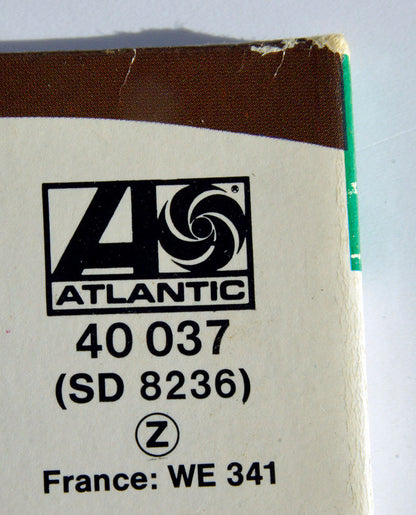 A
®
ATLANTIC
40 037
(SD 8236)
Z
France: WE 341